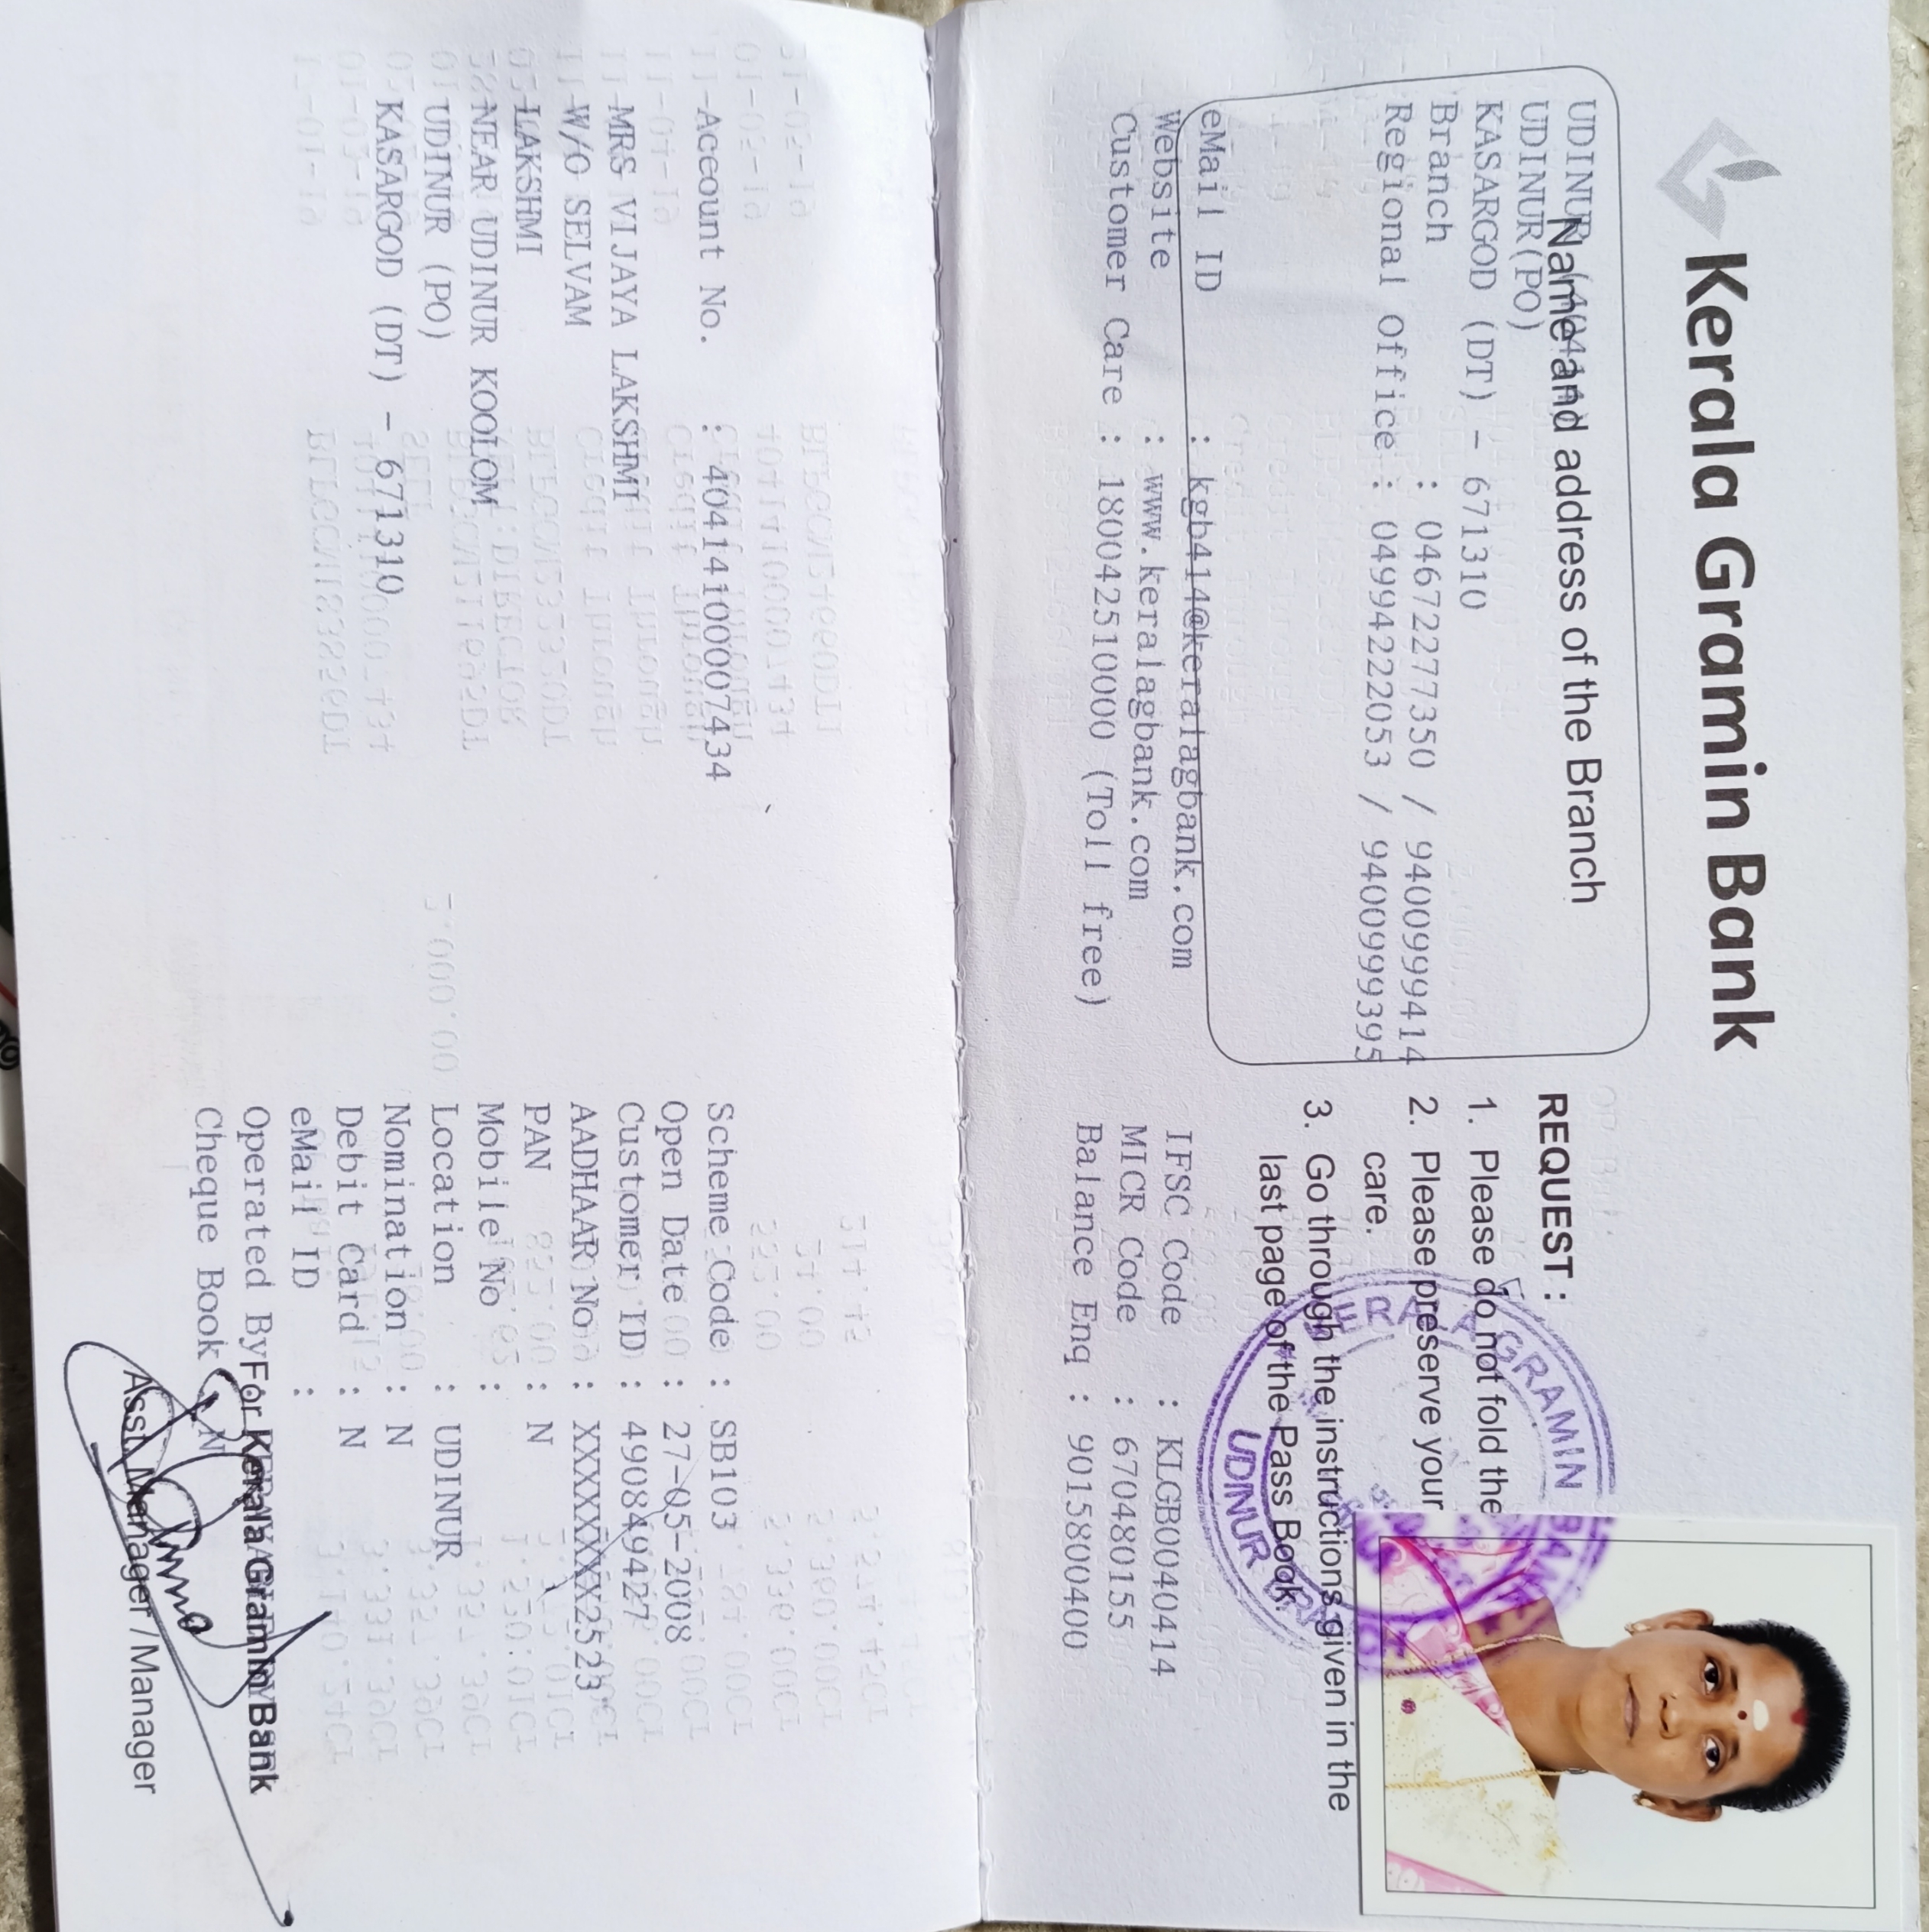 Kerala Gramin Bank
Name and address of the Branch
UDINUR (40414)
UDINUR(PO)
KASARGOD (DT) - 671310
Branch : 04672277350 / 9400999414
Regional Office : 04994222053 / 9400999395
eMail ID : kgb414@keralagbank.com
Website : www.keralagbank.com
Customer Care : 180042510000 (Toll free)
REQUEST :
1. Please do not fold the
2. Please preserve your
care.
3. Go through the instructions given in the
last page of the Pass Book.
IFSC Code : KLGB0040414
MICR Code : 670480155
Balance Enq : 9015800400
KERALA GRAMIN BANK
UDINUR
Account No. : 40414100007434
MRS VIJAYA LAKSHMI
W/O SELVAM
LAKSHMI
NEAR UDINUR KOOLOM
UDINUR (PO)
KASARGOD (DT) - 671310
Scheme Code : SB103
Open Date : 27-05-2008
Customer ID : 490849427
AADHAAR No : XXXXXXXX2523
PAN : N
Mobile No :
Location : UDINUR
Nomination : N
Debit Card : N
eMail ID :
Operated By
Cheque Book : N
For Kerala Gramin Bank
Asst. Manager / Manager